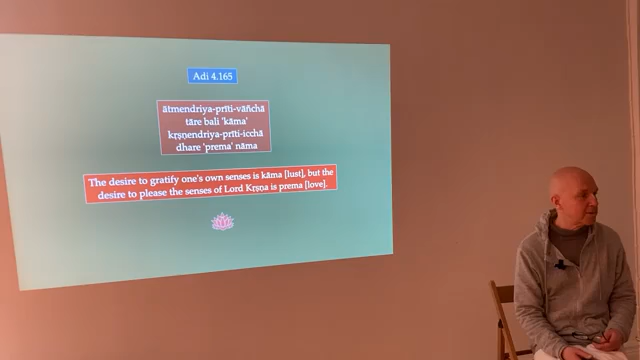 Adi 4.165
ātmendriya-prīti-vāñchā
tāre bali 'kāma'
kṛṣṇendriya-prīti-icchā
dhare 'prema' nāma
The desire to gratify one's own senses is kāma [lust], but the
desire to please the senses of Lord Kṛṣṇa is prema [love].